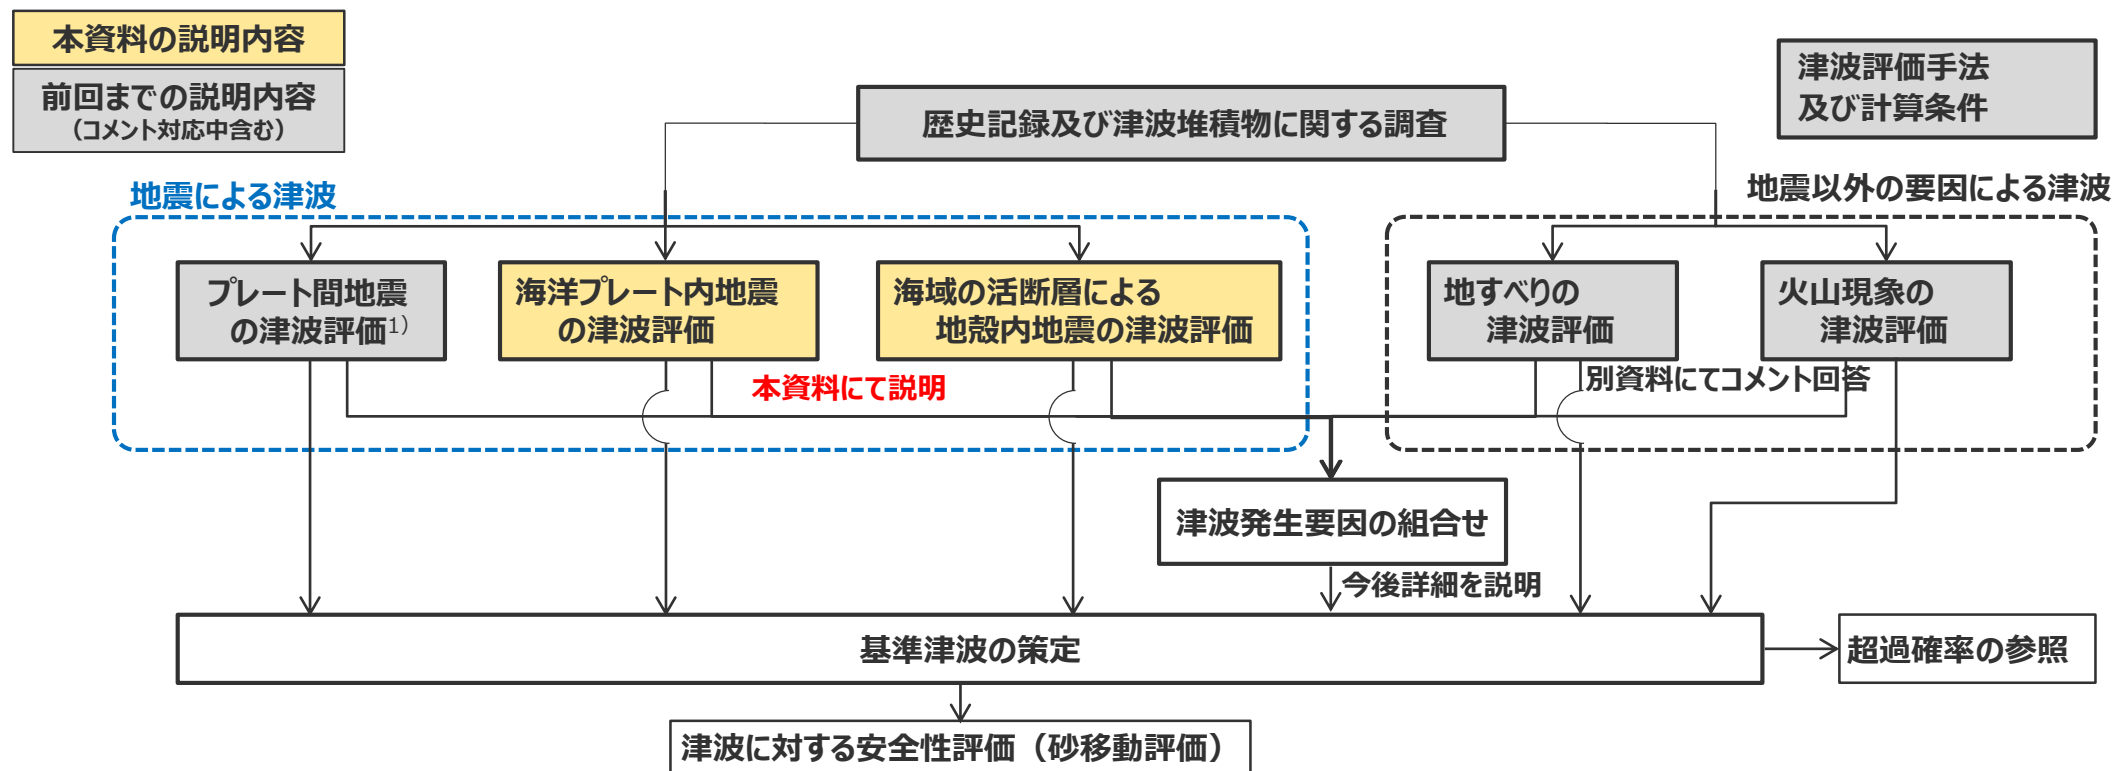 本資料の説明内容
前回までの説明内容
（コメント対応中含む）
津波評価手法
及び計算条件
歴史記録及び津波堆積物に関する調査
地震による津波
地震以外の要因による津波
プレート間地震
の津波評価1)
海洋プレート内地震
の津波評価
海域の活断層による
地殻内地震の津波評価
地すべりの
津波評価
火山現象の
津波評価
本資料にて説明
別資料にてコメント回答
津波発生要因の組合せ
今後詳細を説明
基準津波の策定
超過確率の参照
津波に対する安全性評価（砂移動評価）